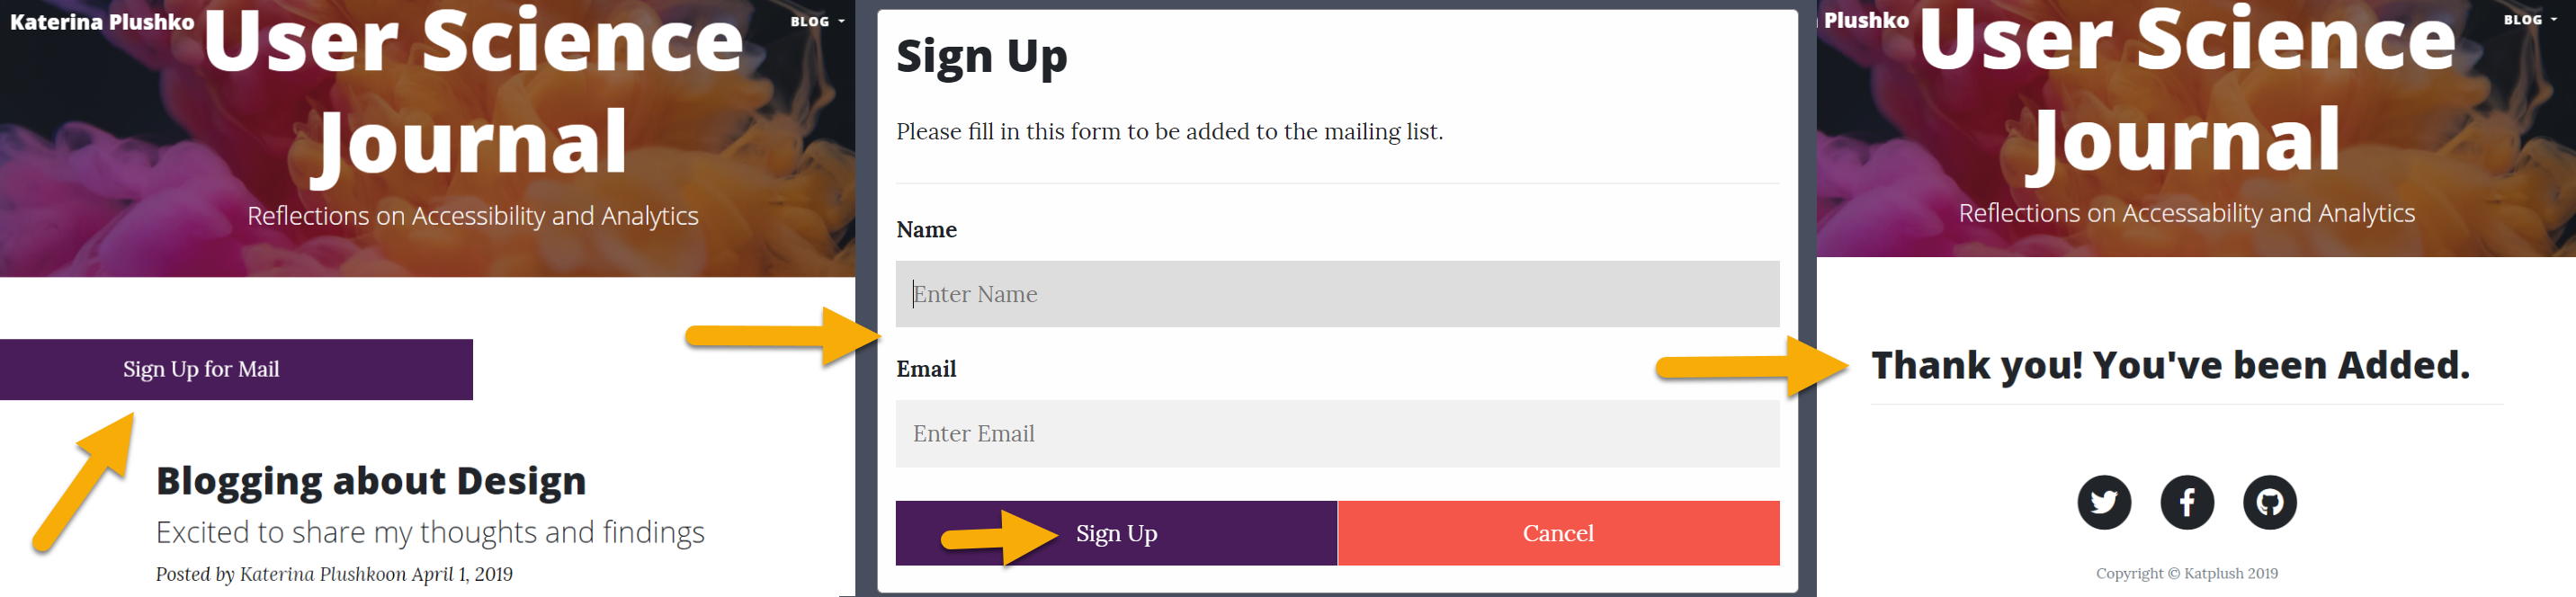 Katerina Plushko
BLOG
User Science
Journal
Reflections on Accessibility and Analytics
Sign Up for Mail
Blogging about Design
Excited to share my thoughts and findings
Posted by Katerina Plushkoon April 1, 2019
Sign Up
Please fill in this form to be added to the mailing list.
Name
Enter Name
Email
Enter Email
Sign Up
Cancel
Plushko
BLOG
User Science
Journal
Reflections on Accessability and Analytics
Thank you! You've been Added.
Copyright © Katplush 2019